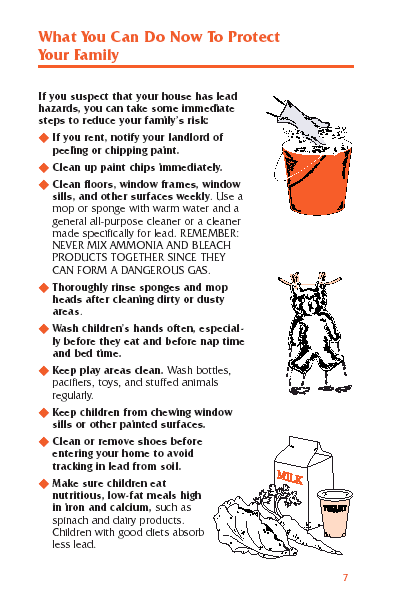 What You Can Do Now To Protect
Your Family
If you suspect that your house has lead
hazards, you can take some immediate
steps to reduce your family's risk:
◆ If you rent, notify your landlord of
peeling or chipping paint.
◆ Clean up paint chips immediately.
◆ Clean floors, window frames, window
sills, and other surfaces weekly. Use a
mop or sponge with warm water and a
general all-purpose cleaner or a cleaner
made specifically for lead. REMEMBER:
NEVER MIX AMMONIA AND BLEACH
PRODUCTS TOGETHER SINCE THEY
CAN FORM A DANGEROUS GAS.
◆ Thoroughly rinse sponges and mop
heads after cleaning dirty or dusty
areas.
◆ Wash children's hands often, especial-
ly before they eat and before nap time
and bed time.
◆ Keep play areas clean. Wash bottles,
pacifiers, toys, and stuffed animals
regularly.
◆ Keep children from chewing window
sills or other painted surfaces.
◆ Clean or remove shoes before
entering your home to avoid
tracking in lead from soil.
◆ Make sure children eat
nutritious, low-fat meals high
in iron and calcium, such as
spinach and dairy products.
Children with good diets absorb
less lead.
MILK
YOGURT
7